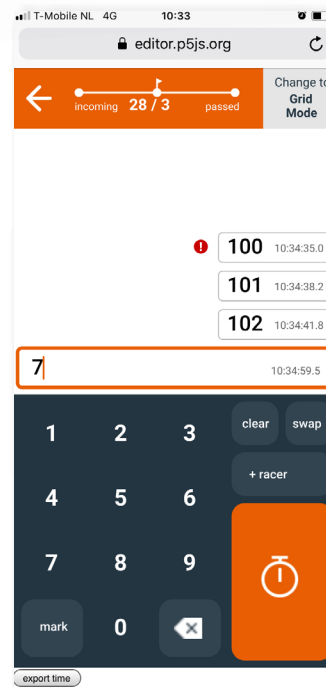 T-Mobile NL 4G 10:33
editor.p5js.org
incoming 28 / 3 passed
Change to
Grid
Mode
100 10:34:35.0
101 10:34:38.2
102 10:34:41.8
7 10:34:59.5
1 2 3 clear swap
+ racer
4 5 6
7 8 9
mark 0
export time